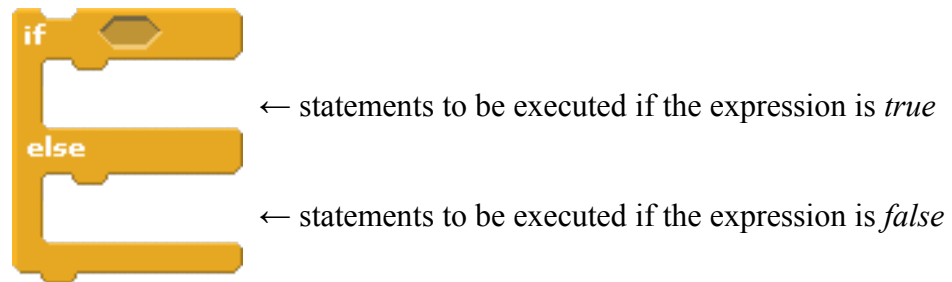 if
← statements to be executed if the expression is true
else
← statements to be executed if the expression is false